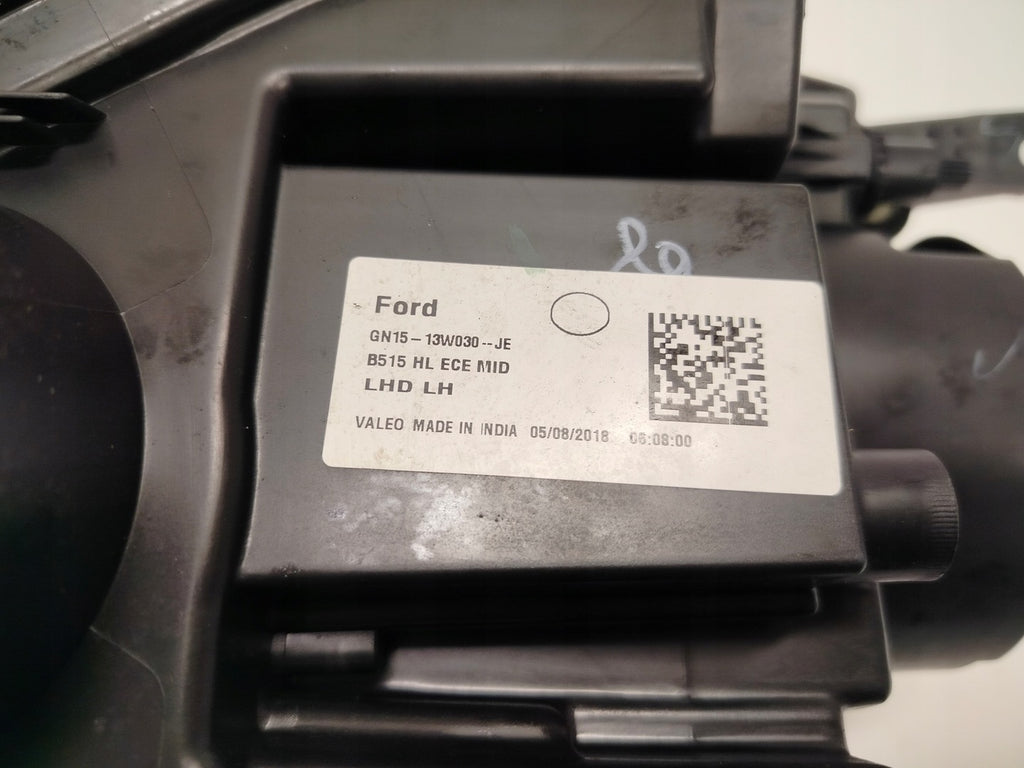 Ford
GN15-13W030--JE
B515 HL ECE MID
LHD LH
VALEO MADE IN INDIA 05/08/2018 06:08:00